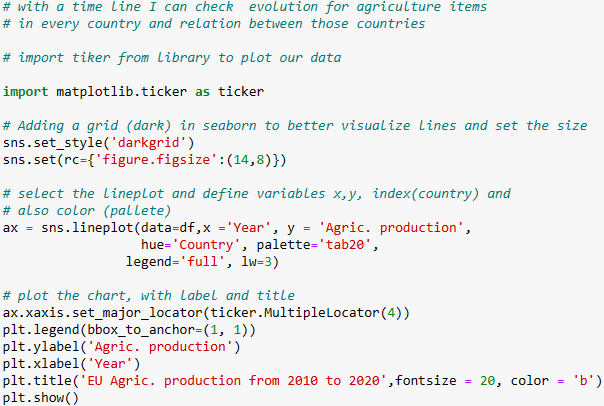 # with a time line I can check  evolution for agriculture items
# in every country and relation between those countries
# import tiker from library to plot our data
import matplotlib.ticker as ticker
# Adding a grid (dark) in seaborn to better visualize lines and set the size
sns.set_style('darkgrid')
sns.set(rc={'figure.figsize':(14,8)})
# select the lineplot and define variables x,y, index(country) and
# also color (pallete)
ax = sns.lineplot(data=df,x ='Year', y = 'Agric. production',
hue='Country', palette='tab20',
legend='full', lw=3)
# plot the chart, with label and title
ax.xaxis.set_major_locator(ticker.MultipleLocator(4))
plt.legend(bbox_to_anchor=(1, 1))
plt.ylabel('Agric. production')
plt.xlabel('Year')
plt.title('EU Agric. production from 2010 to 2020',fontsize = 20, color = 'b')
plt.show()